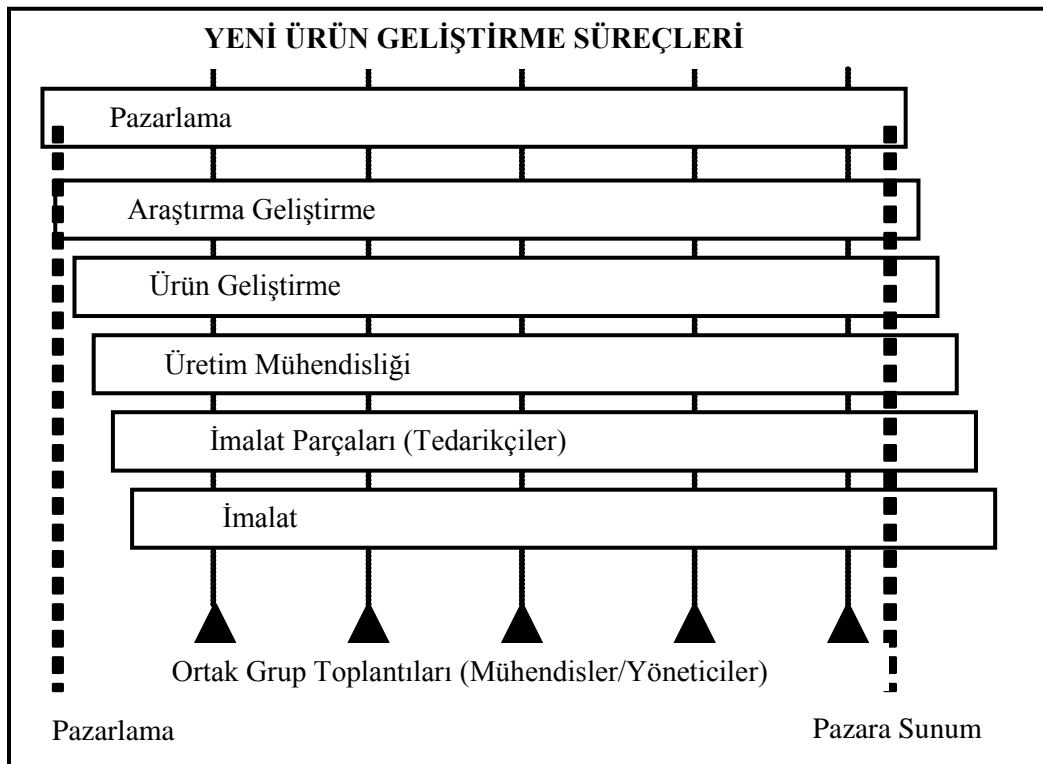 YENİ ÜRÜN GELİŞTİRME SÜREÇLERİ
Pazarlama
Araştırma Geliştirme
Ürün Geliştirme
Üretim Mühendisliği
İmalat Parçaları (Tedarikçiler)
İmalat
Ortak Grup Toplantıları (Mühendisler/Yöneticiler)
Pazarlama
Pazara Sunum